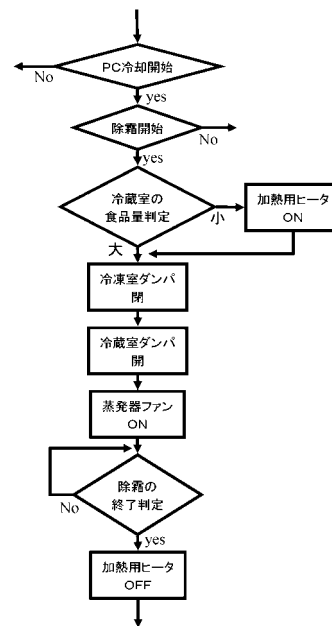 PC冷却開始
No
yes
除霜開始
No
yes
冷蔵室の
食品量判定
小
加熱用ヒータ
ON
大
冷凍室ダンパ
閉
冷蔵室ダンパ
開
蒸発器ファン
ON
除霜の
終了判定
No
yes
加熱用ヒータ
OFF